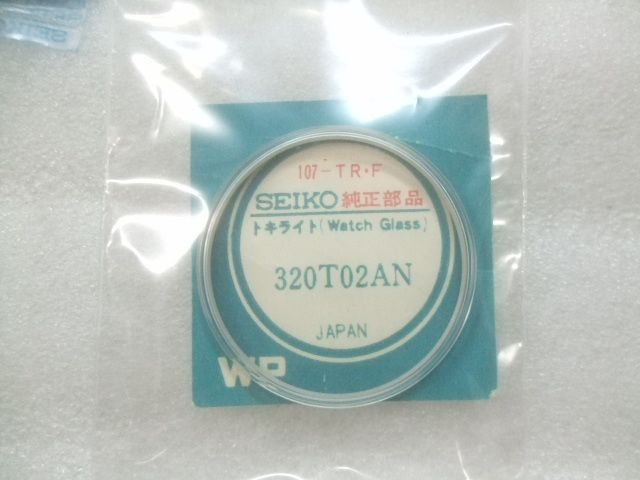 107-TR・F
SEIKO 純正部品
トキライト(Watch Glass)
320T02AN
JAPAN
WP